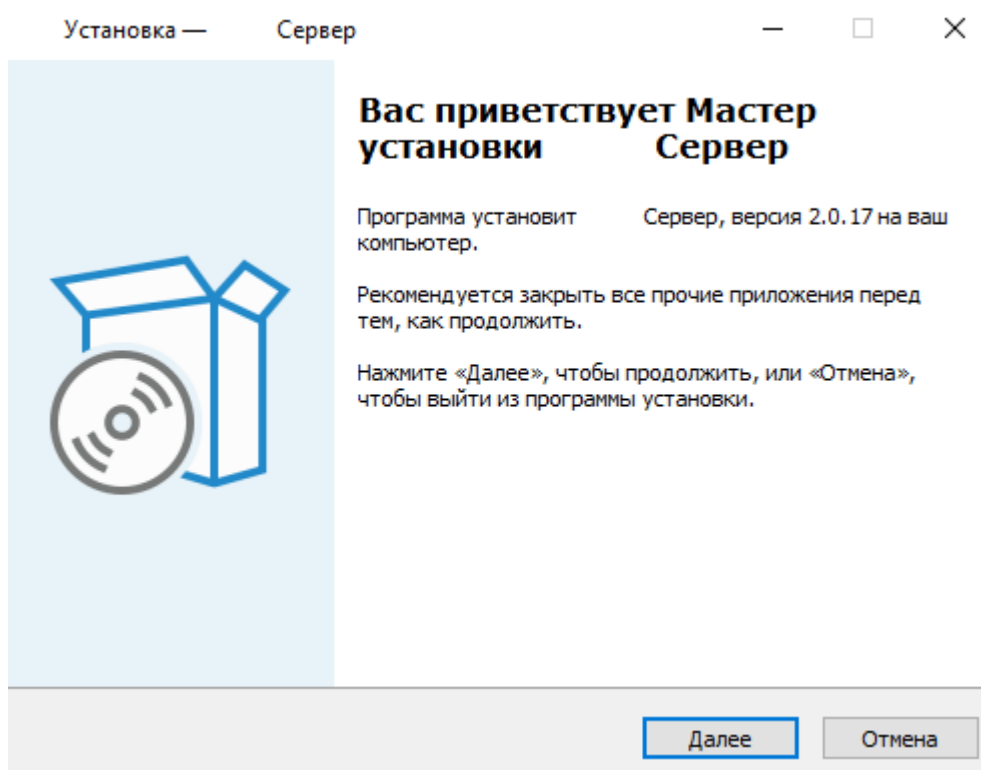 Установка — Сервер
Вас приветствует Мастер
установки Сервер
Программа установит Сервер, версия 2.0.17 на ваш
компьютер.
Рекомендуется закрыть все прочие приложения перед
тем, как продолжить.
Нажмите «Далее», чтобы продолжить, или «Отмена»,
чтобы выйти из программы установки.
Далее
Отмена